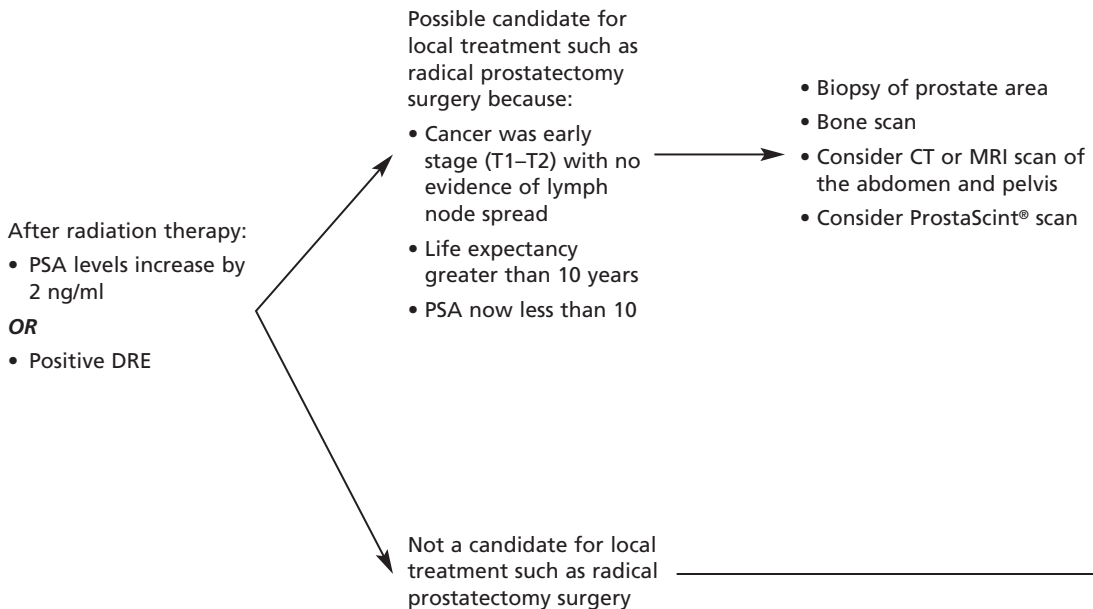 After radiation therapy:
• PSA levels increase by
2 ng/ml
OR
• Positive DRE
Possible candidate for
local treatment such as
radical prostatectomy
surgery because:
• Cancer was early
stage (T1–T2) with no
evidence of lymph
node spread
• Life expectancy
greater than 10 years
• PSA now less than 10
• Biopsy of prostate area
• Bone scan
• Consider CT or MRI scan of
the abdomen and pelvis
• Consider ProstaScint® scan
Not a candidate for local
treatment such as radical
prostatectomy surgery